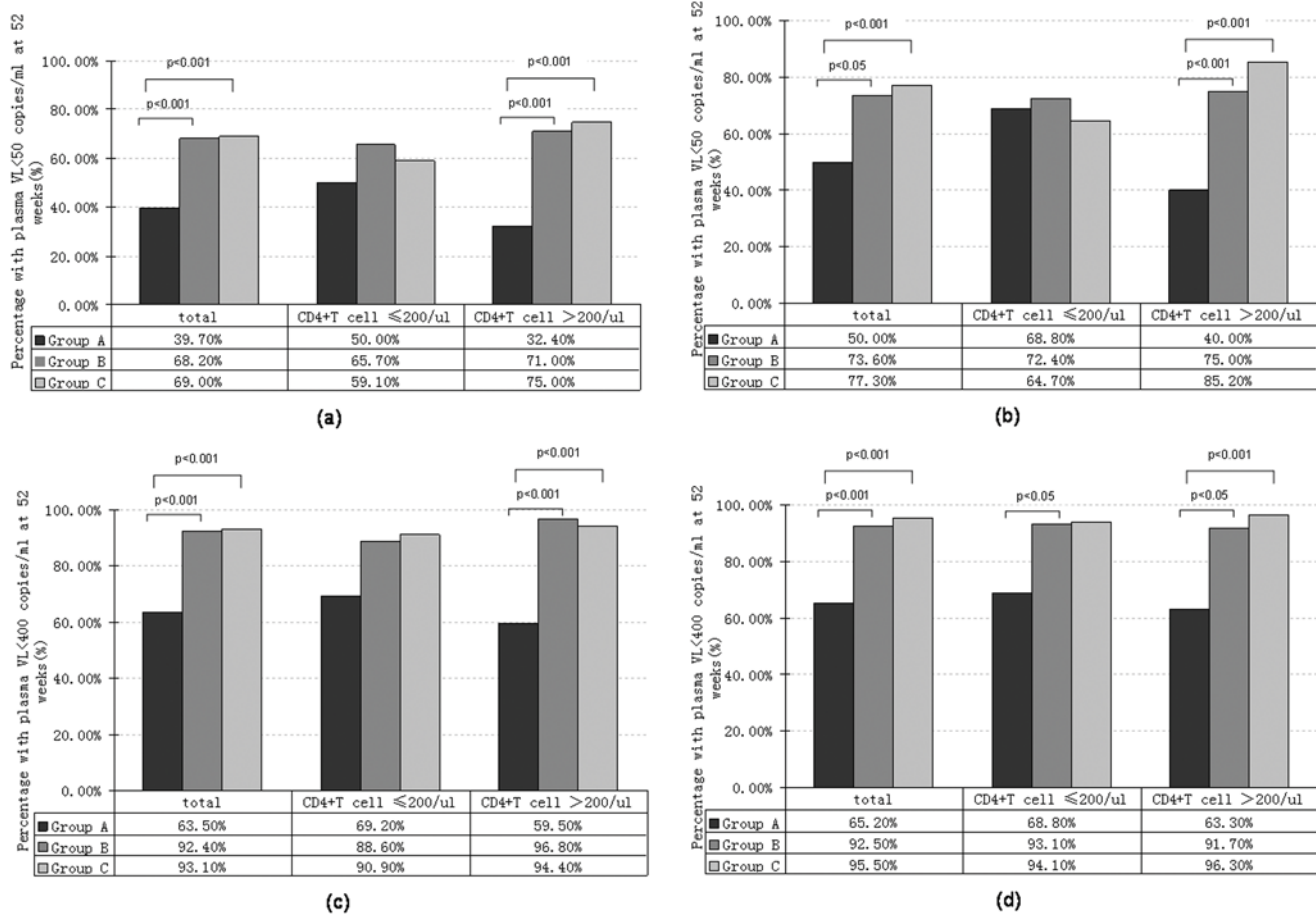 Percentage with plasma VL<50 copies/ml at 52
weeks(%)
100.00%
80.00%
60.00%
40.00%
20.00%
0.00%
p<0.001
p<0.001
p<0.001
p<0.001
total CD4+T cell ≤200/ul CD4+T cell >200/ul
Group A 39.70% 50.00% 32.40%
Group B 68.20% 65.70% 71.00%
Group C 69.00% 59.10% 75.00%
(a)
Percentage with plasma VL<50 copies/ml at 52
weeks(%)
100.00%
80.00%
60.00%
40.00%
20.00%
0.00%
p<0.001
p<0.05
p<0.001
p<0.001
total CD4+T cell ≤200/ul CD4+T cell >200/ul
Group A 50.00% 68.80% 40.00%
Group B 73.60% 72.40% 75.00%
Group C 77.30% 64.70% 85.20%
(b)
Percentage with plasma VL<400 copies/ml at 52
weeks(%)
100.00%
80.00%
60.00%
40.00%
20.00%
0.00%
p<0.001
p<0.001
p<0.001
p<0.001
total CD4+T cell ≤200/ul CD4+T cell >200/ul
Group A 63.50% 69.20% 59.50%
Group B 92.40% 88.60% 96.80%
Group C 93.10% 90.90% 94.40%
(c)
Percentage with plasma VL<400 copies/ml at 52
weeks(%)
100.00%
80.00%
60.00%
40.00%
20.00%
0.00%
p<0.001
p<0.001
p<0.05
p<0.001
p<0.05
total CD4+T cell ≤200/ul CD4+T cell >200/ul
Group A 65.20% 68.80% 63.30%
Group B 92.50% 93.10% 91.70%
Group C 95.50% 94.10% 96.30%
(d)